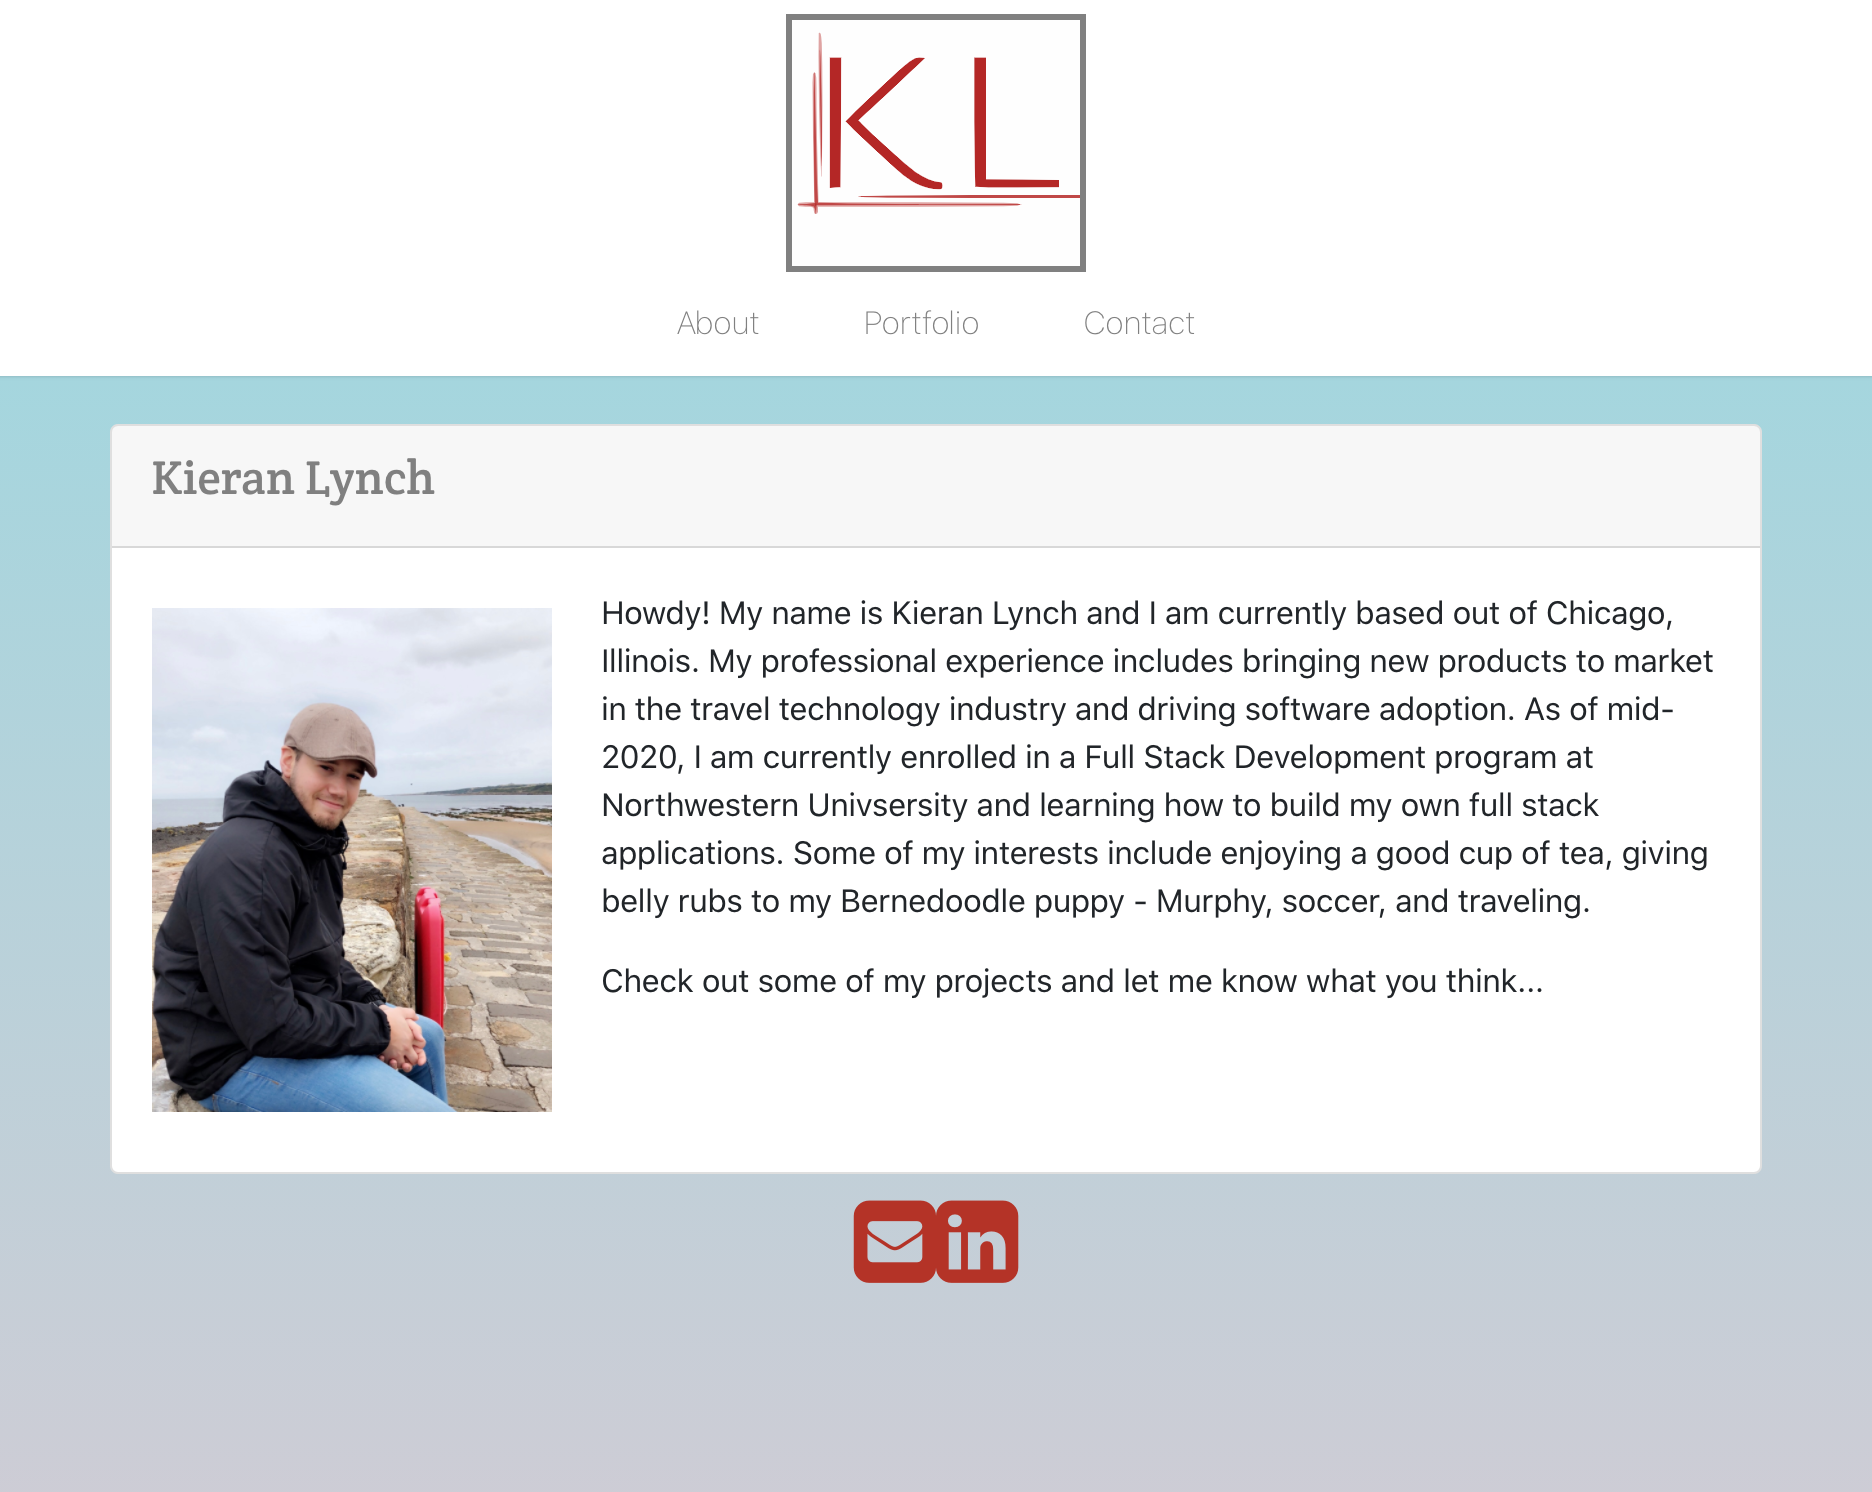 KL
About Portfolio Contact
Kieran Lynch
Howdy! My name is Kieran Lynch and I am currently based out of Chicago,
Illinois. My professional experience includes bringing new products to market
in the travel technology industry and driving software adoption. As of mid-
2020, I am currently enrolled in a Full Stack Development program at
Northwestern Univsersity and learning how to build my own full stack
applications. Some of my interests include enjoying a good cup of tea, giving
belly rubs to my Bernedoodle puppy - Murphy, soccer, and traveling.
Check out some of my projects and let me know what you think...
in